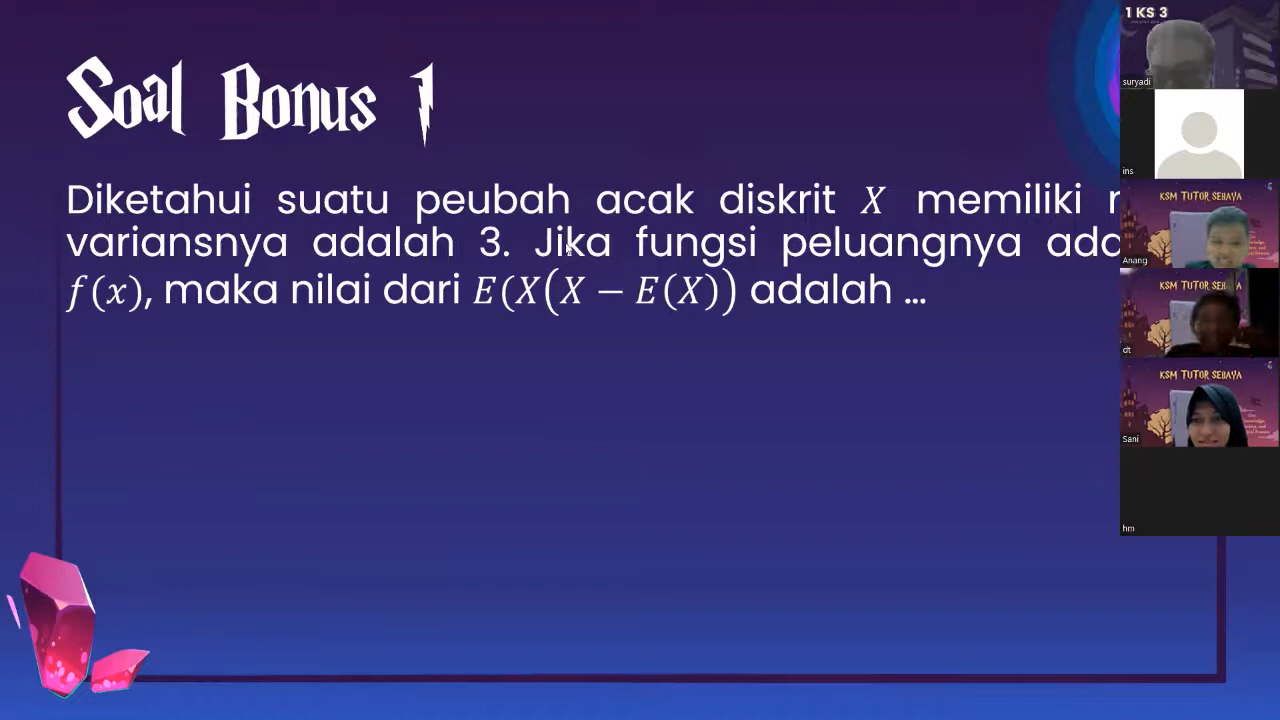 Soal Bonus 1
Diketahui suatu peubah acak diskrit X memiliki
variansnya adalah 3. Jika fungsi peluangnya
f(x), maka nilai dari E(X(X − E(X)) adalah ...
1 KS 3
suryadi
ins
KSM TUTOR SEBAYA
Anang
KSM TUTOR SEBAYA
dt
KSM TUTOR SEBAYA
Sani
hm